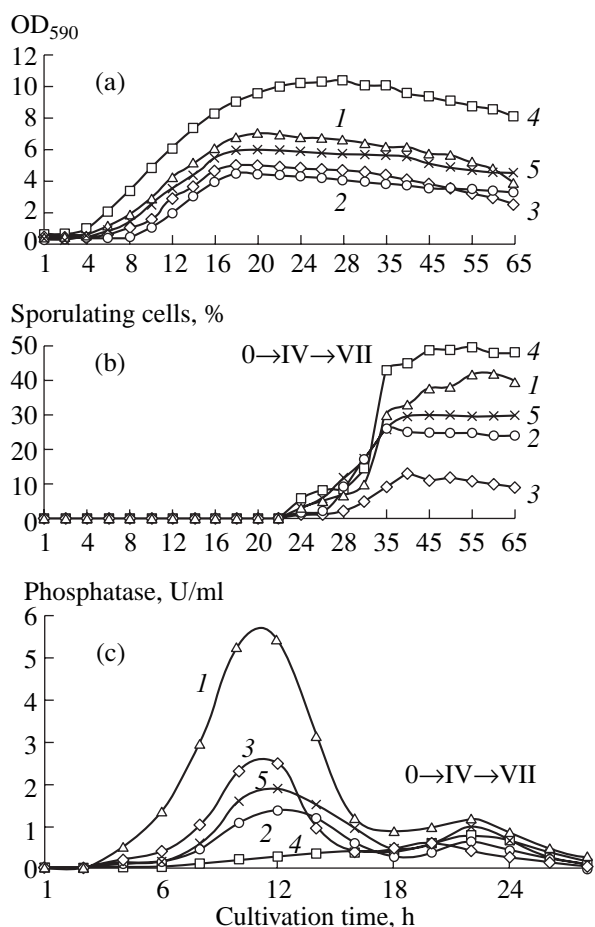 OD590
12
10
8
6
4
2
0
(a)
1
4
5
2
3
1 4 8 12 16 20 24 28 35 45 65
Sporulating cells, %
50
40
30
20
10
0
(b)
0→IV→VII
4
1
5
2
3
1 4 8 12 16 20 24 28 35 45 65
Phosphatase, U/ml
6
5
4
3
2
1
0
(c)
1
3
5
2
4
0→IV→VII
1 6 12 18 24
Cultivation time, h